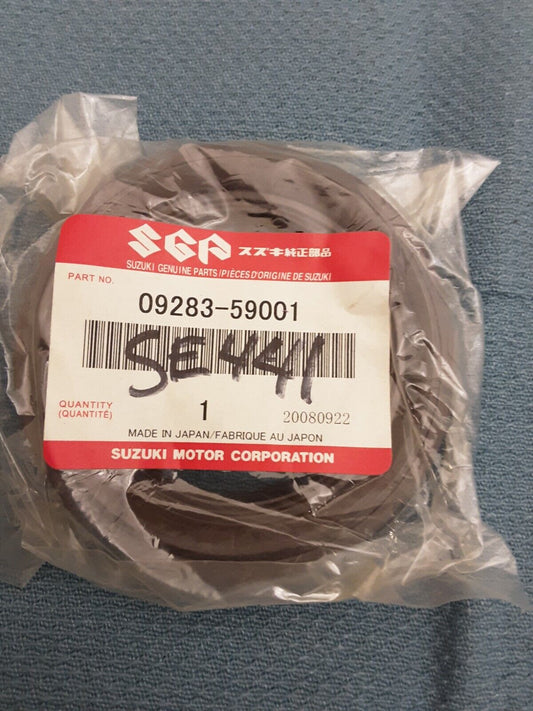 SGP スズキ純正部品
SUZUKI GENUINE PARTS/PIÈCES D'ORIGINE DE SUZUKI
PART NO.
09283-59001
SE441
QUANTITY
(QUANTITÉ)
1
20080922
MADE IN JAPAN/FABRIQUE AU JAPON
SUZUKI MOTOR CORPORATION